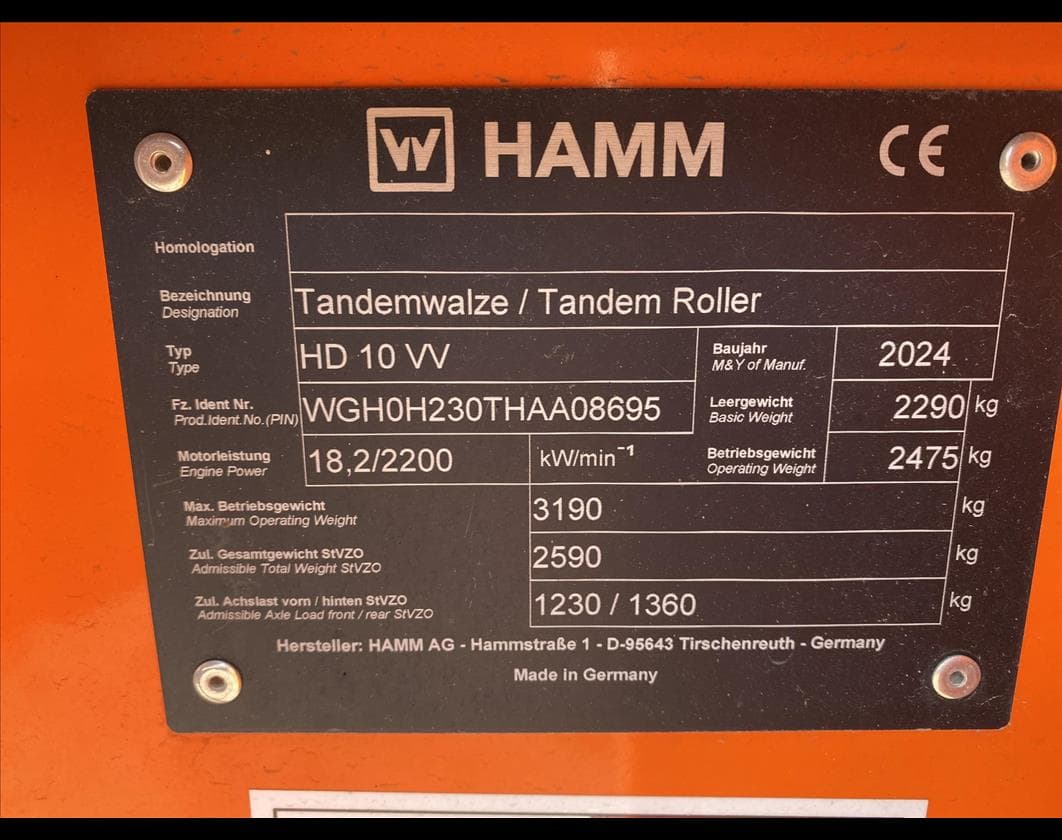 W HAMM CE
Homologation
Bezeichnung
Designation
Tandemwalze / Tandem Roller
Typ
Type
HD 10 VV
Baujahr
M&Y of Manuf.
2024
Fz. Ident Nr.
Prod.Ident.No.(PIN)
WGH0H230THAA08695
Leergewicht
Basic Weight
2290 kg
Motorleistung
Engine Power
18,2/2200
kW/min⁻¹
Betriebsgewicht
Operating Weight
2475 kg
Max. Betriebsgewicht
Maximum Operating Weight
3190 kg
Zul. Gesamtgewicht StVZO
Admissible Total Weight StVZO
2590 kg
Zul. Achslast vorn / hinten StVZO
Admissible Axle Load front / rear StVZO
1230 / 1360 kg
Hersteller: HAMM AG - Hammstraße 1 - D-95643 Tirschenreuth - Germany
Made in Germany